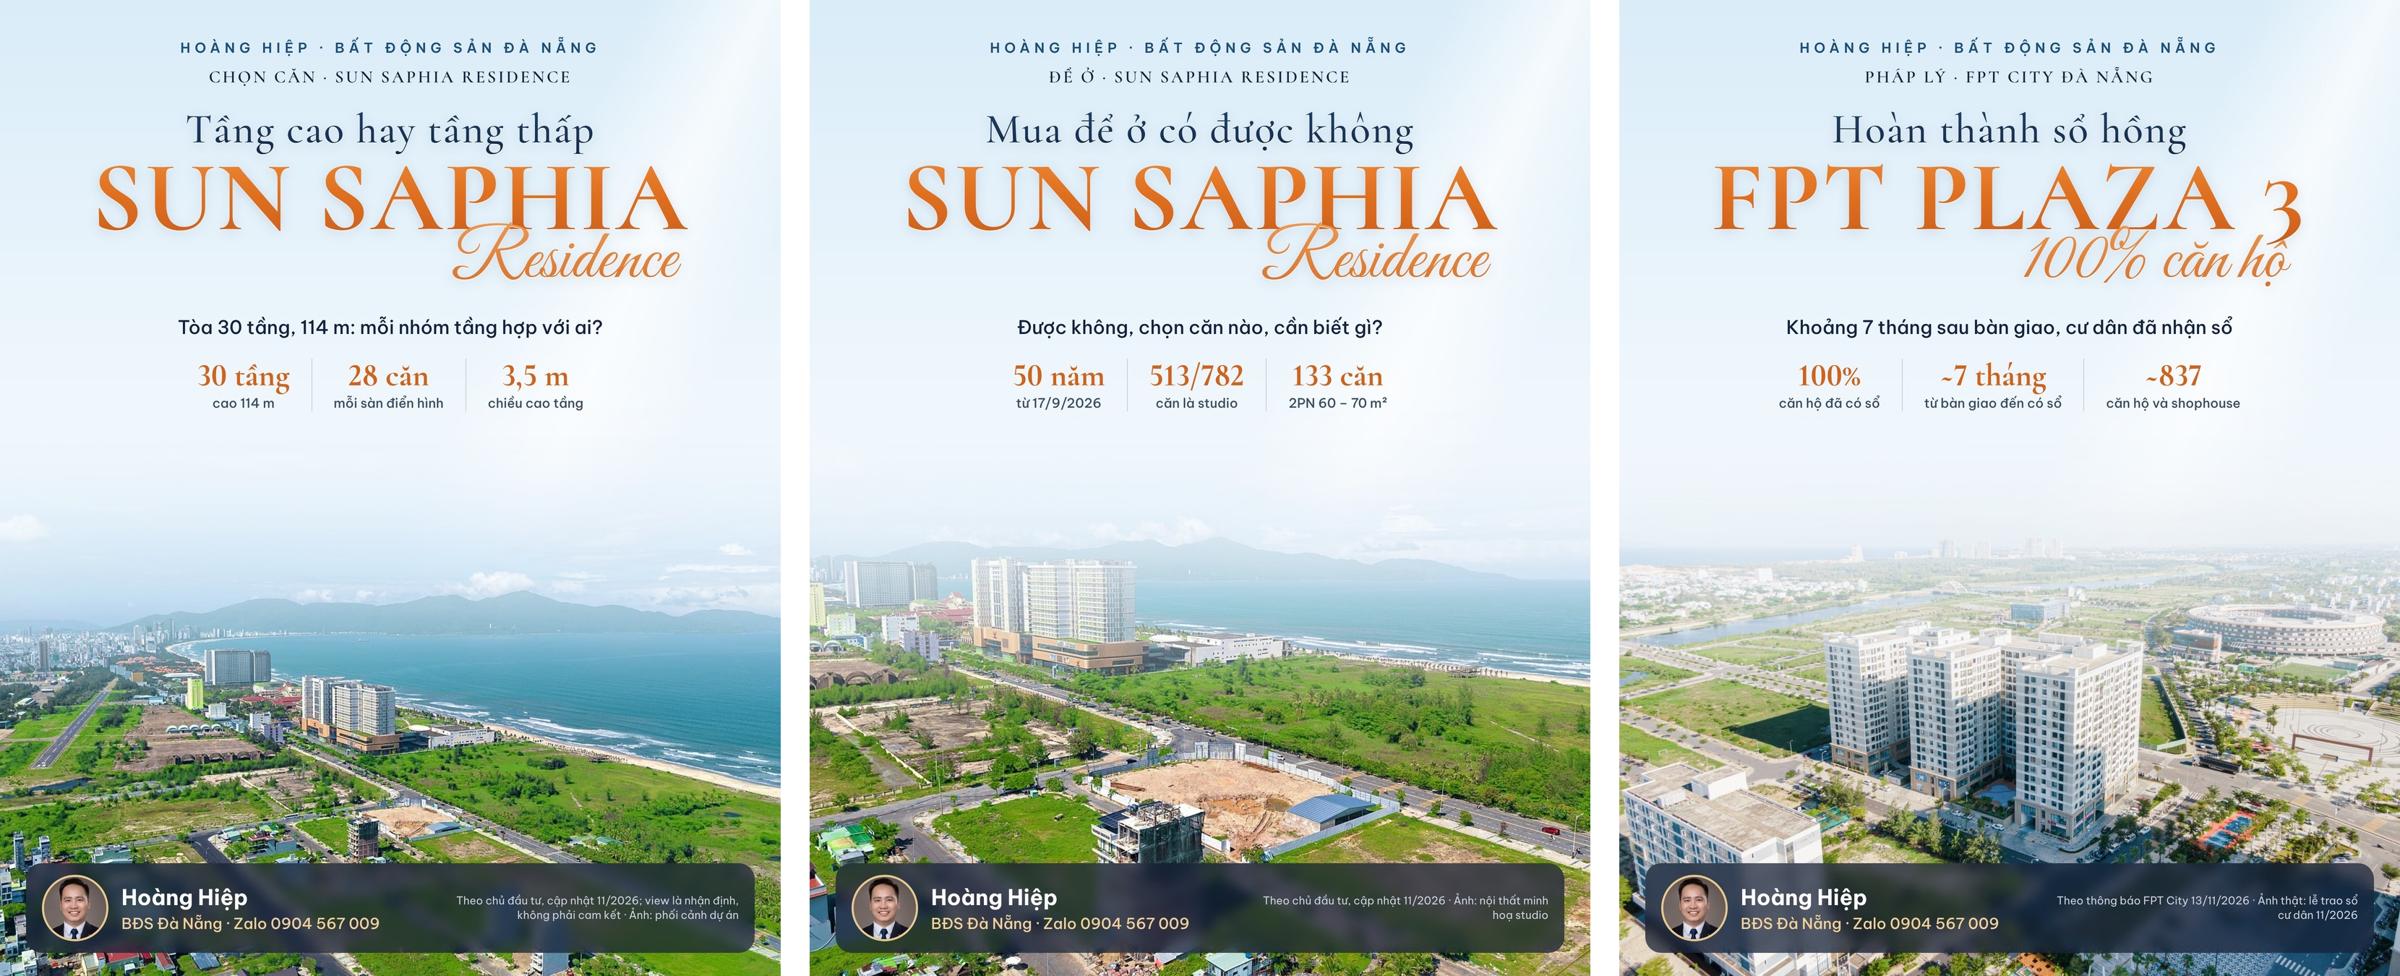 HOÀNG HIỆP · BẤT ĐỘNG SẢN ĐÀ NẴNG
CHỌN CĂN · SUN SAPHIA RESIDENCE
Tầng cao hay tầng thấp
SUN SAPHIA
Residence
Tòa 30 tầng, 114 m: mỗi nhóm tầng hợp với ai?
30 tầng
cao 114 m
28 căn
mỗi sàn điển hình
3,5 m
chiều cao tầng
Hoàng Hiệp
BĐS Đà Nẵng · Zalo 0904 567 009
Theo chủ đầu tư, cập nhật 11/2026; view là nhận định,
không phải cam kết · Ảnh: phối cảnh dự án
HOÀNG HIỆP · BẤT ĐỘNG SẢN ĐÀ NẴNG
ĐỂ Ở · SUN SAPHIA RESIDENCE
Mua để ở có được không
SUN SAPHIA
Residence
Được không, chọn căn nào, cần biết gì?
50 năm
từ 17/9/2026
513/782
căn là studio
133 căn
2PN 60 – 70 m²
Hoàng Hiệp
BĐS Đà Nẵng · Zalo 0904 567 009
Theo chủ đầu tư, cập nhật 11/2026 · Ảnh: nội thất minh
hoạ studio
HOÀNG HIỆP · BẤT ĐỘNG SẢN ĐÀ NẴNG
PHÁP LÝ · FPT CITY ĐÀ NẴNG
Hoàn thành sổ hồng
FPT PLAZA 3
100% căn hộ
Khoảng 7 tháng sau bàn giao, cư dân đã nhận sổ
100%
căn hộ đã có sổ
~7 tháng
từ bàn giao đến có sổ
~837
căn hộ và shophouse
Hoàng Hiệp
BĐS Đà Nẵng · Zalo 0904 567 009
Theo thông báo FPT City 13/11/2026 · Ảnh thật: lễ trao sổ
cư dân 11/2026